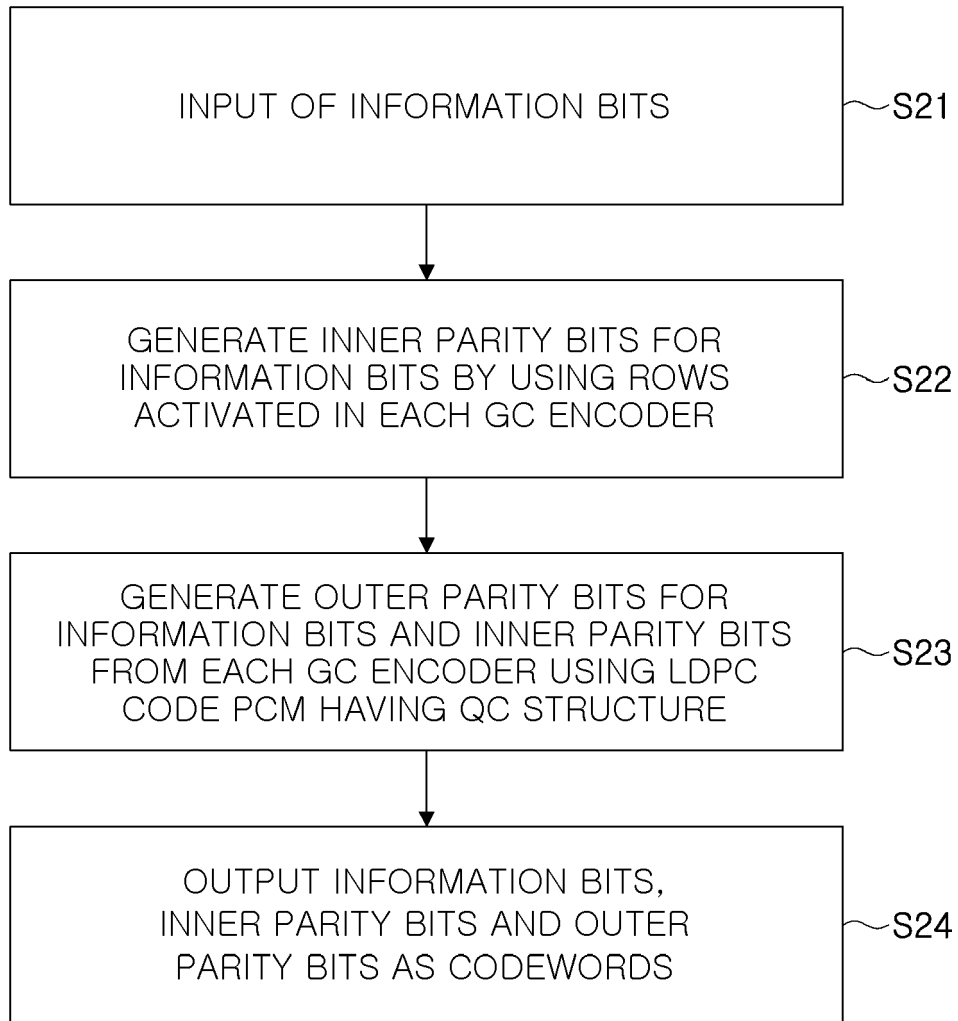 INPUT OF INFORMATION BITS
S21
GENERATE INNER PARITY BITS FOR
INFORMATION BITS BY USING ROWS
ACTIVATED IN EACH GC ENCODER
S22
GENERATE OUTER PARITY BITS FOR
INFORMATION BITS AND INNER PARITY BITS
FROM EACH GC ENCODER USING LDPC
CODE PCM HAVING QC STRUCTURE
S23
OUTPUT INFORMATION BITS,
INNER PARITY BITS AND OUTER
PARITY BITS AS CODEWORDS
S24